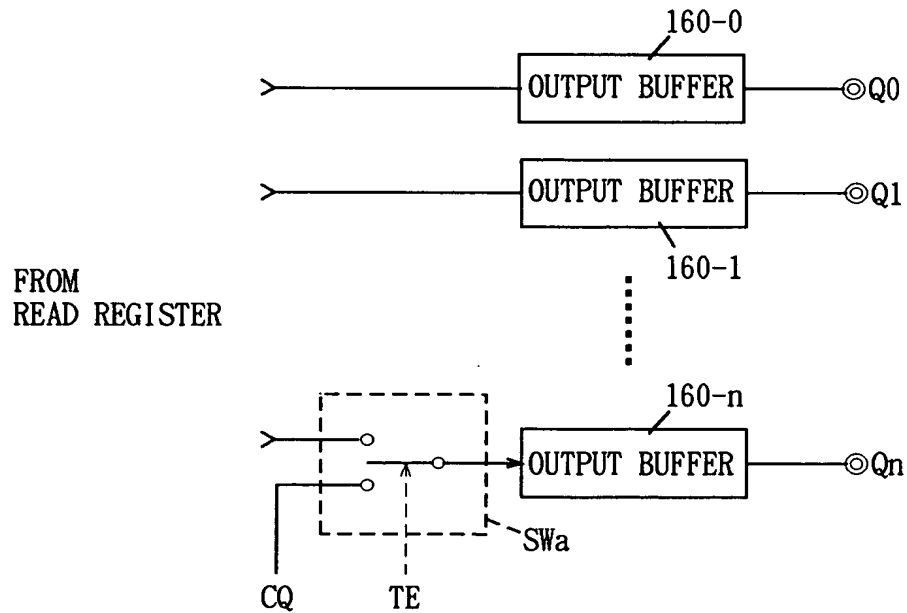 160-0
OUTPUT BUFFER
Q0
OUTPUT BUFFER
Q1
160-1
FROM
READ REGISTER
160-n
OUTPUT BUFFER
Qn
SWa
CQ
TE